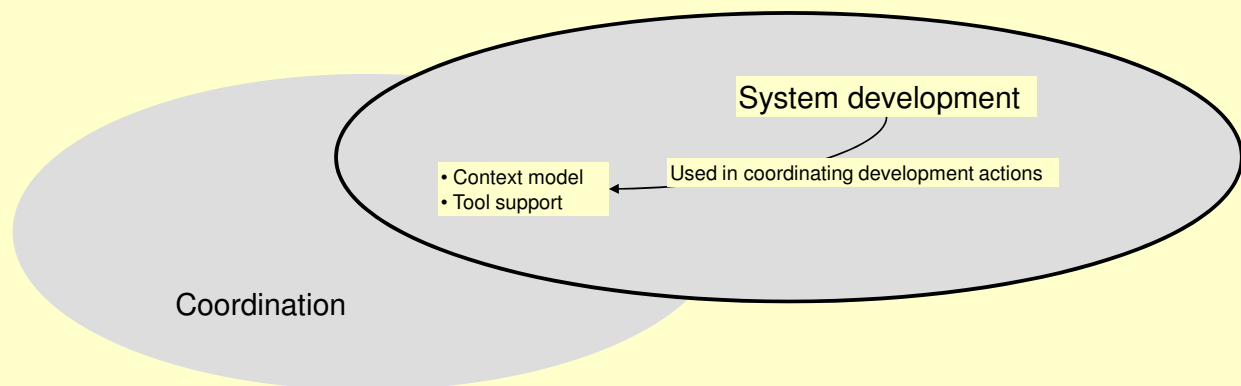 System development
Used in coordinating development actions
• Context model
• Tool support
Coordination